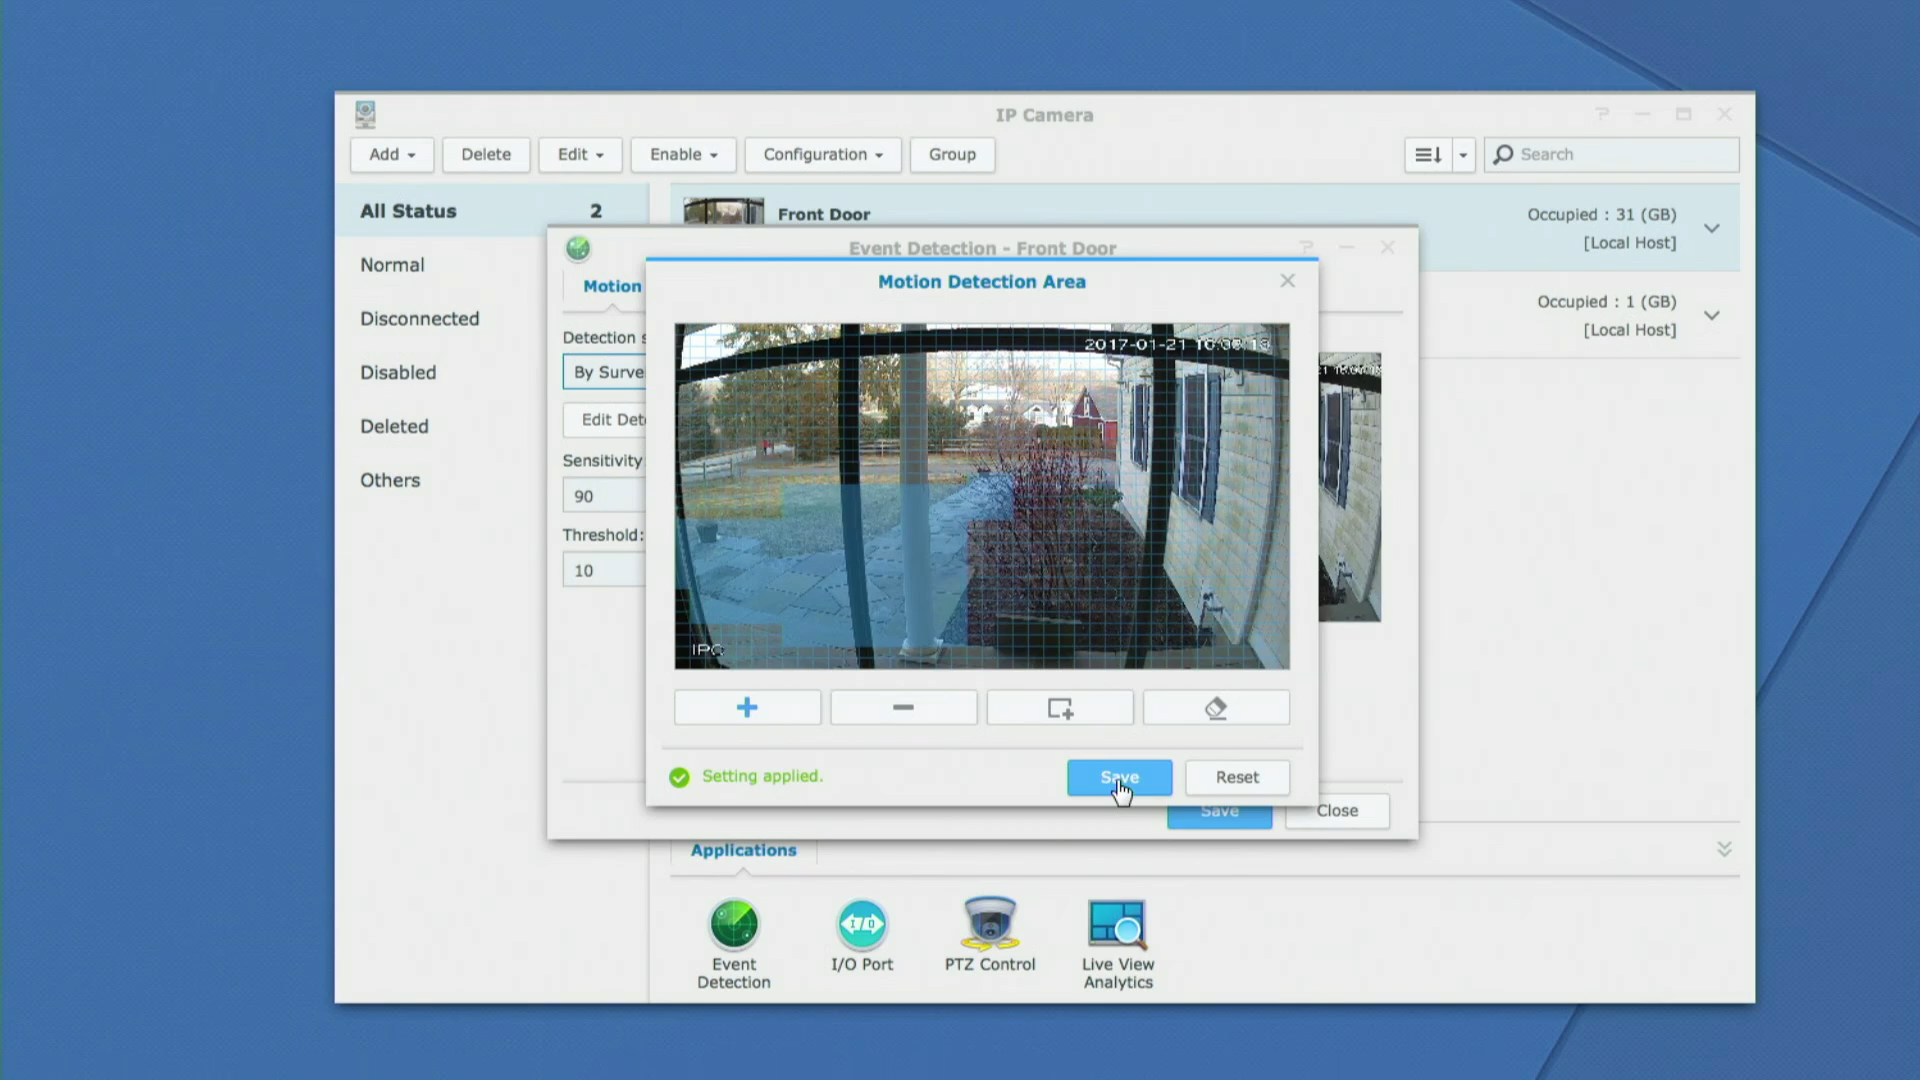 IP Camera
Add
Delete
Edit
Enable
Configuration
Group
Search
All Status 2
Normal
Disconnected
Disabled
Deleted
Others
Front Door
Occupied : 31 (GB)
[Local Host]
Occupied : 1 (GB)
[Local Host]
Event Detection - Front Door
Motion
Detection s
By Surve
Edit Det
Sensitivity
90
Threshold:
10
Motion Detection Area
2017-01-21
IPC
Setting applied.
Save
Reset
Save
Close
Applications
Event
Detection
I/O
I/O Port
PTZ Control
Live View
Analytics